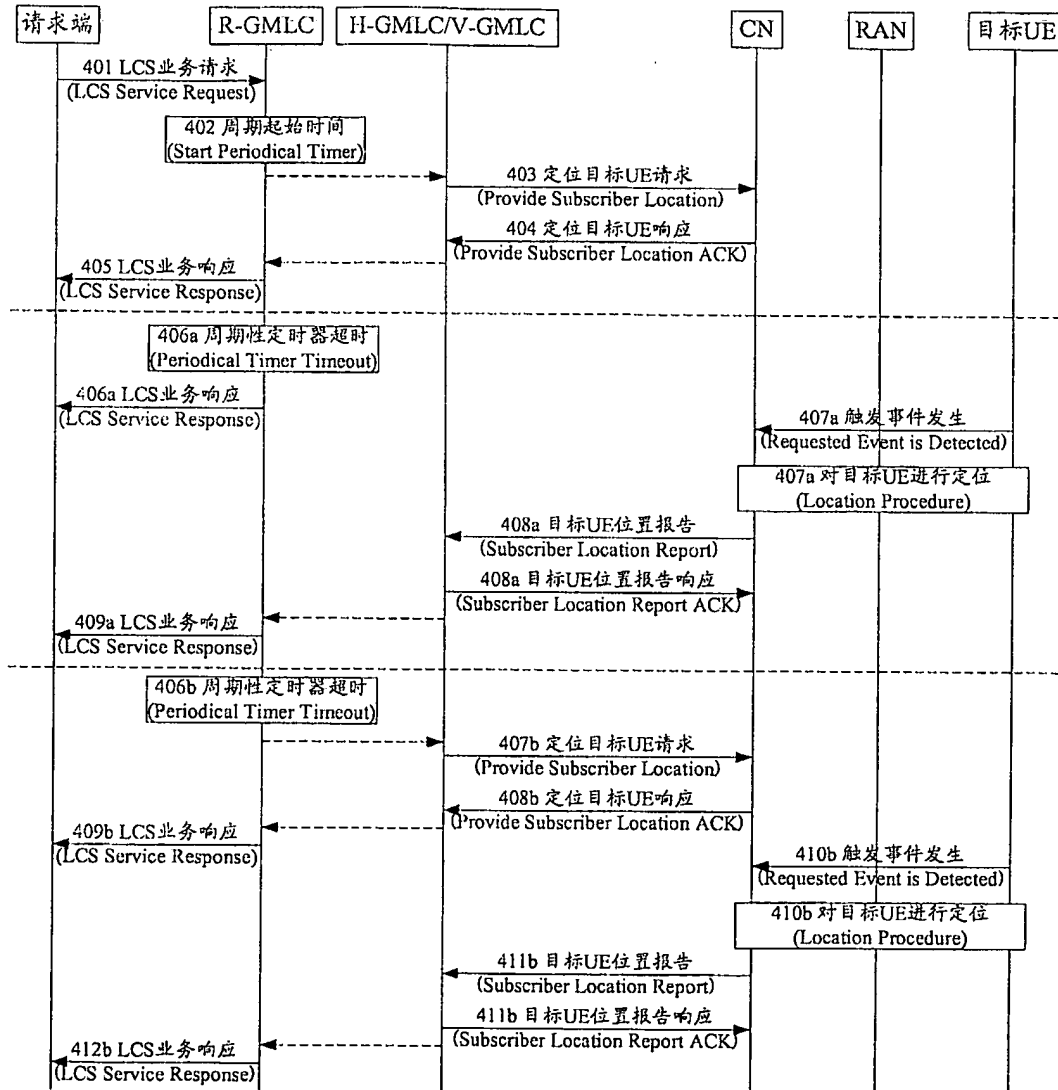 请求端
R-GMLC
H-GMLC/V-GMLC
CN
RAN
目标UE
401 LCS业务请求
(LCS Service Request)
402 周期起始时间
(Start Periodical Timer)
403 定位目标UE请求
(Provide Subscriber Location)
404 定位目标UE响应
(Provide Subscriber Location ACK)
405 LCS业务响应
(LCS Service Response)
406a 周期性定时器超时
(Periodical Timer Timeout)
406a LCS业务响应
(LCS Service Response)
407a 触发事件发生
(Requested Event is Detected)
407a 对目标UE进行定位
(Location Procedure)
408a 目标UE位置报告
(Subscriber Location Report)
408a 目标UE位置报告响应
(Subscriber Location Report ACK)
409a LCS业务响应
(LCS Service Response)
406b 周期性定时器超时
(Periodical Timer Timeout)
407b 定位目标UE请求
(Provide Subscriber Location)
408b 定位目标UE响应
(Provide Subscriber Location ACK)
409b LCS业务响应
(LCS Service Response)
410b 触发事件发生
(Requested Event is Detected)
410b 对目标UE进行定位
(Location Procedure)
411b 目标UE位置报告
(Subscriber Location Report)
411b 目标UE位置报告响应
(Subscriber Location Report ACK)
412b LCS业务响应
(LCS Service Response)